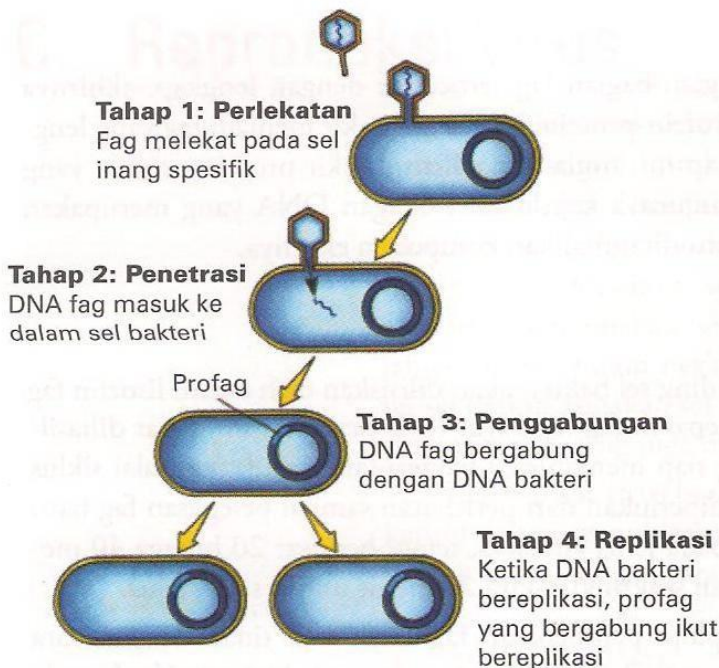 Tahap 1: Perlekatan
Fag melekat pada sel
inang spesifik
Tahap 2: Penetrasi
DNA fag masuk ke
dalam sel bakteri
Profag
Tahap 3: Penggabungan
DNA fag bergabung
dengan DNA bakteri
Tahap 4: Replikasi
Ketika DNA bakteri
bereplikasi, profag
yang bergabung ikut
bereplikasi